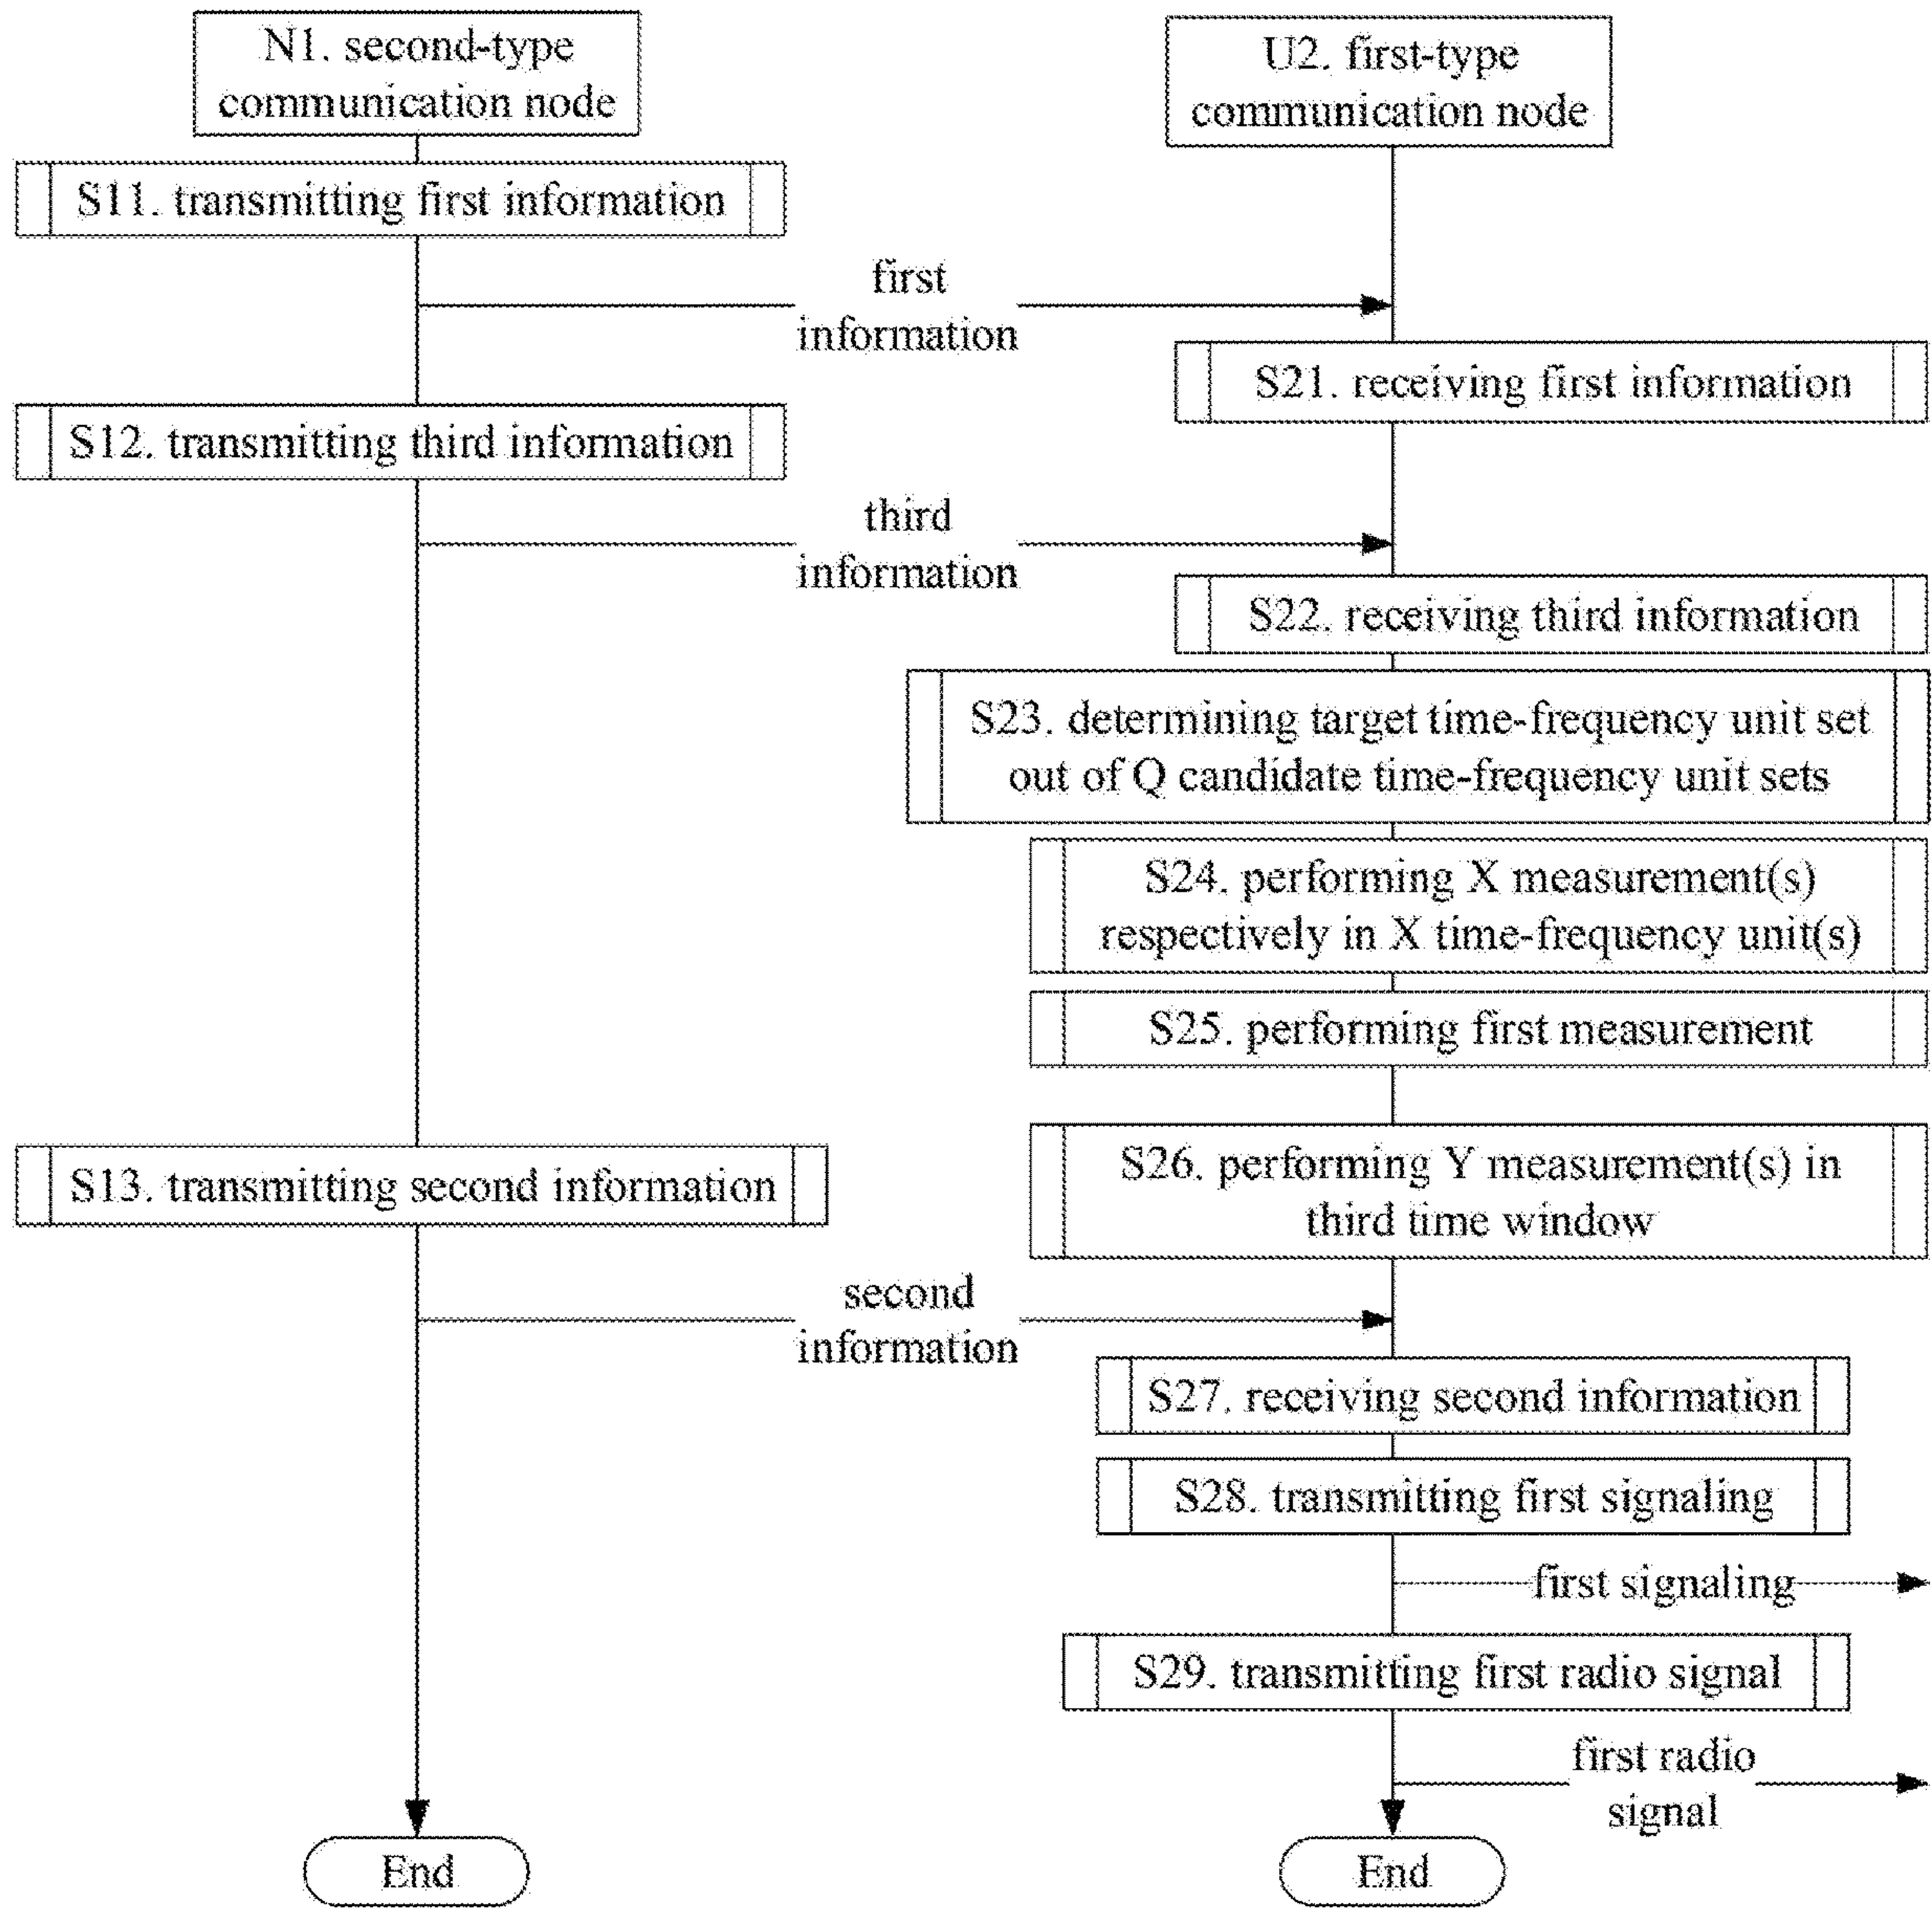 N1. second-type
communication node
U2. first-type
communication node
S11. transmitting first information
first
information
S21. receiving first information
S12. transmitting third information
third
information
S22. receiving third information
S23. determining target time-frequency unit set
out of Q candidate time-frequency unit sets
S24. performing X measurement(s)
respectively in X time-frequency unit(s)
S25. performing first measurement
S13. transmitting second information
S26. performing Y measurement(s) in
third time window
second
information
S27. receiving second information
S28. transmitting first signaling
first signaling
S29. transmitting first radio signal
first radio
signal
End
End